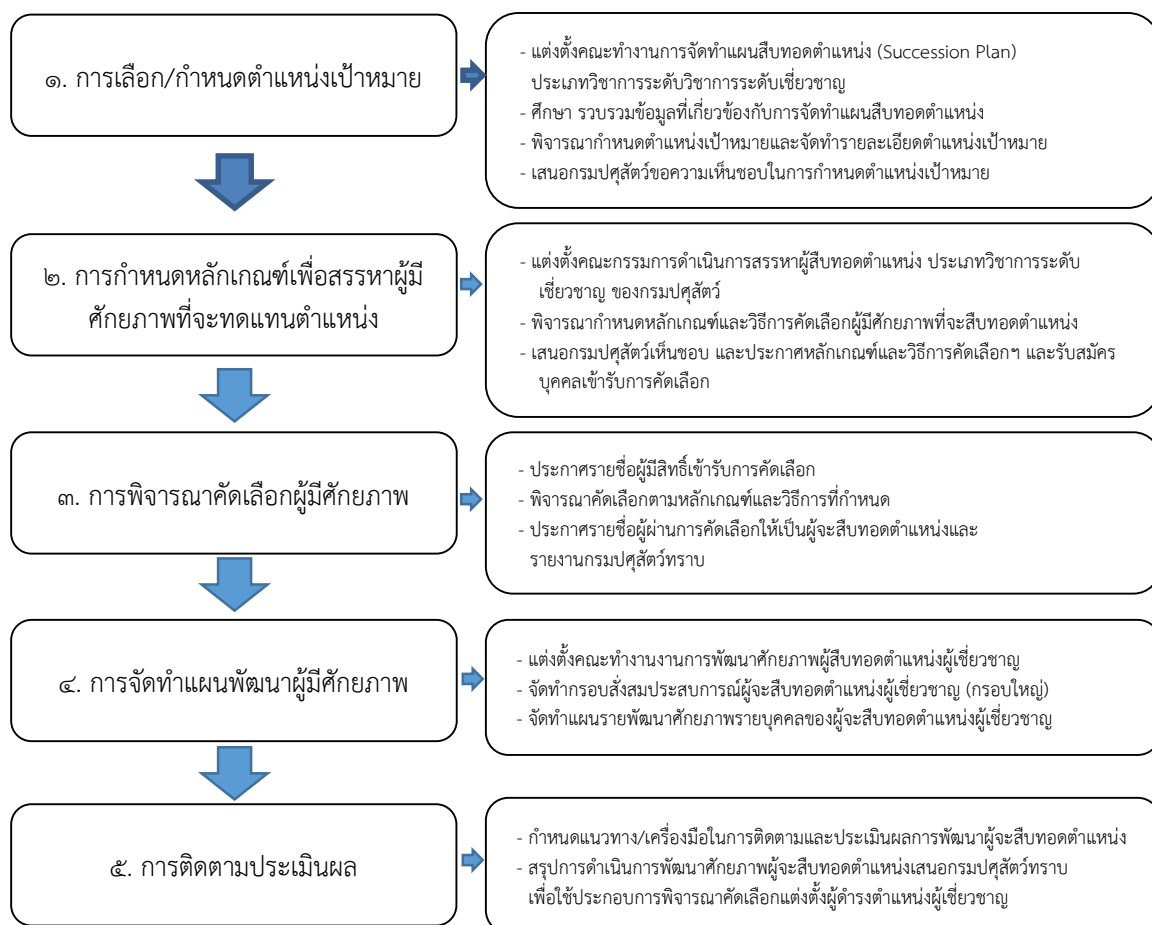 ๑. การเลือก/กำหนดตำแหน่งเป้าหมาย
- แต่งตั้งคณะทำงานการจัดทำแผนสืบทอดตำแหน่ง (Succession Plan)
ประเภทวิชาการระดับวิชาการระดับเชี่ยวชาญ
- ศึกษา รวบรวมข้อมูลที่เกี่ยวข้องกับการจัดทำแผนสืบทอดตำแหน่ง
- พิจารณากำหนดตำแหน่งเป้าหมายและจัดทำรายละเอียดตำแหน่งเป้าหมาย
- เสนอกรมปศุสัตว์ขอความเห็นชอบในการกำหนดตำแหน่งเป้าหมาย
๒. การกำหนดหลักเกณฑ์เพื่อสรรหาผู้มี
ศักยภาพที่จะทดแทนตำแหน่ง
- แต่งตั้งคณะกรรมการดำเนินการสรรหาผู้สืบทอดตำแหน่ง ประเภทวิชาการระดับ
เชี่ยวชาญ ของกรมปศุสัตว์
- พิจารณากำหนดหลักเกณฑ์และวิธีการคัดเลือกผู้มีศักยภาพที่จะสืบทอดตำแหน่ง
- เสนอกรมปศุสัตว์เห็นชอบ และประกาศหลักเกณฑ์และวิธีการคัดเลือกฯ และรับสมัคร
บุคคลเข้ารับการคัดเลือก
๓. การพิจารณาคัดเลือกผู้มีศักยภาพ
- ประกาศรายชื่อผู้มีสิทธิ์เข้ารับการคัดเลือก
- พิจารณาคัดเลือกตามหลักเกณฑ์และวิธีการที่กำหนด
- ประกาศรายชื่อผู้ผ่านการคัดเลือกให้เป็นผู้จะสืบทอดตำแหน่งและ
รายงานกรมปศุสัตว์ทราบ
๔. การจัดทำแผนพัฒนาผู้มีศักยภาพ
- แต่งตั้งคณะทำงานงานการพัฒนาศักยภาพผู้สืบทอดตำแหน่งผู้เชี่ยวชาญ
- จัดทำกรอบสั่งสมประสบการณ์ผู้จะสืบทอดตำแหน่งผู้เชี่ยวชาญ (กรอบใหญ่)
- จัดทำแผนรายพัฒนาศักยภาพรายบุคคลของผู้จะสืบทอดตำแหน่งผู้เชี่ยวชาญ
๕. การติดตามประเมินผล
- กำหนดแนวทาง/เครื่องมือในการติดตามและประเมินผลการพัฒนาผู้จะสืบทอดตำแหน่ง
- สรุปการดำเนินการพัฒนาศักยภาพผู้จะสืบทอดตำแหน่งเสนอกรมปศุสัตว์ทราบ
เพื่อใช้ประกอบการพิจารณาคัดเลือกแต่งตั้งผู้ดำรงตำแหน่งผู้เชี่ยวชาญ